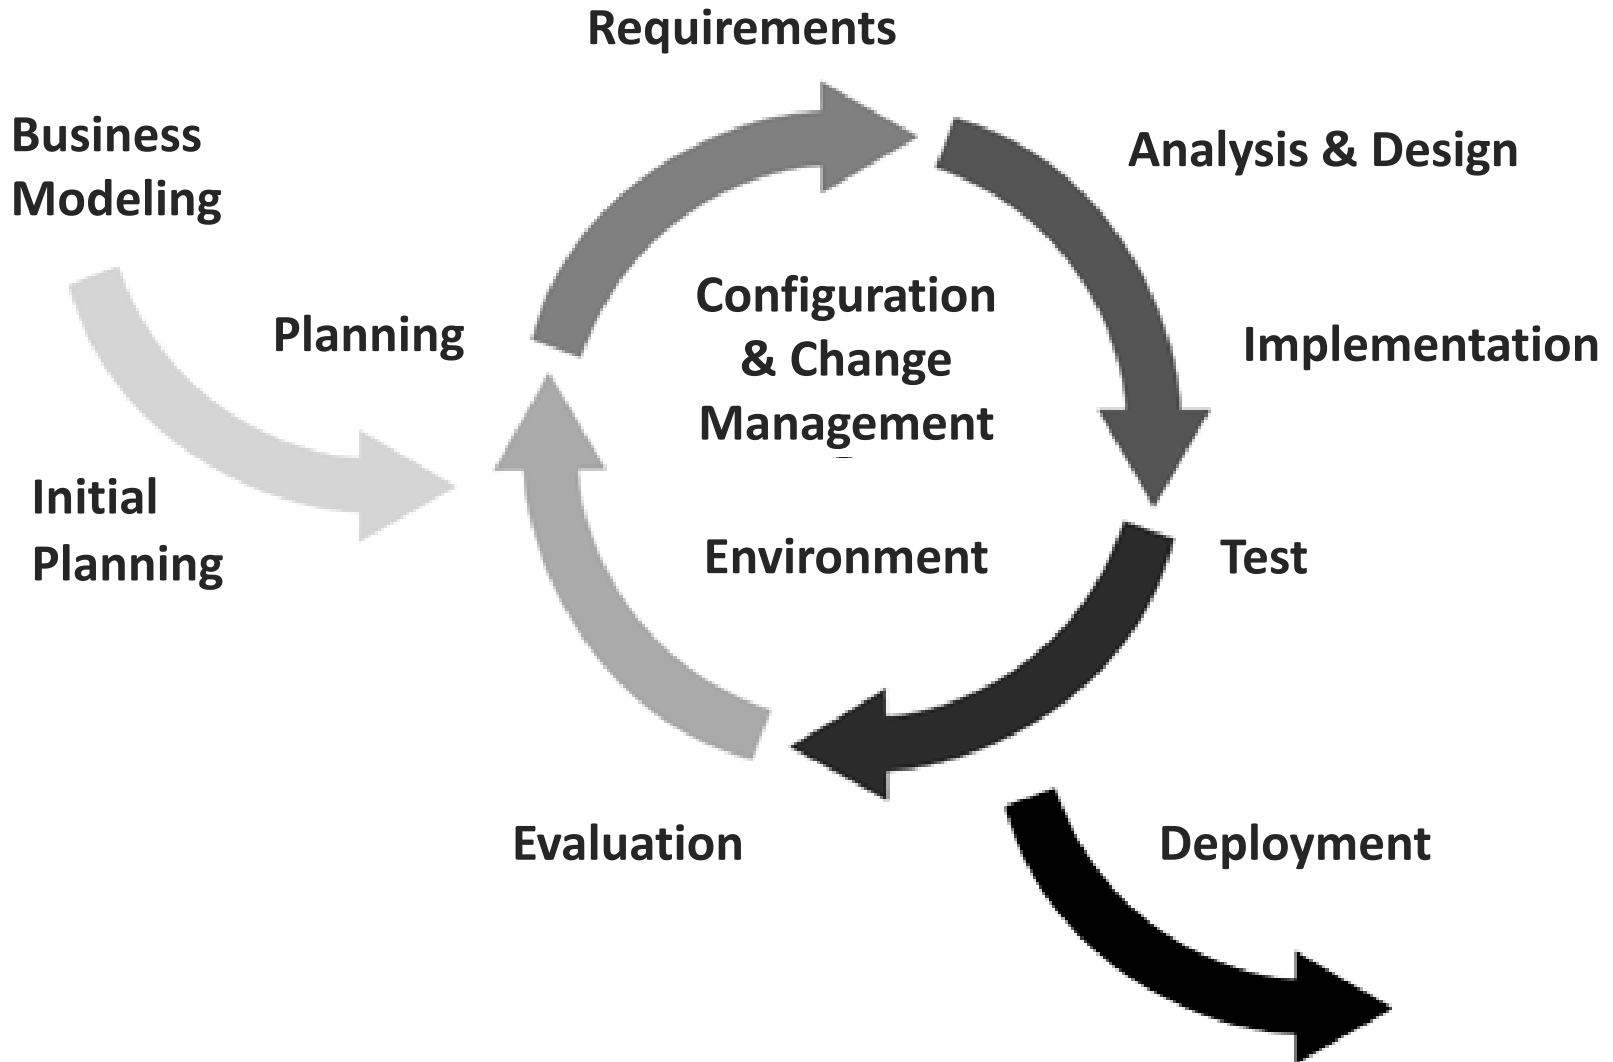 Requirements
Business
Modeling
Analysis & Design
Planning
Configuration
& Change
Management
Implementation
Initial
Planning
Environment
Test
Evaluation
Deployment